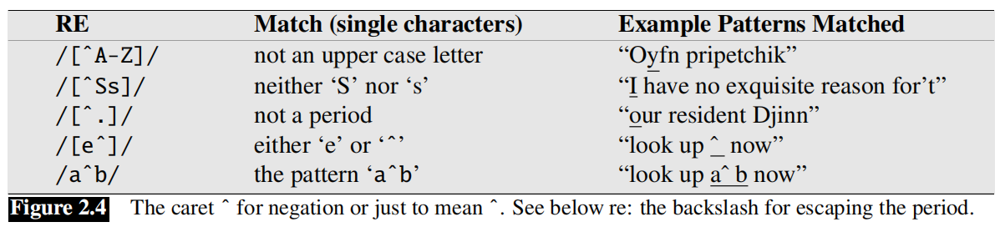 RE Match (single characters) Example Patterns Matched
/[ˆA-Z]/ not an upper case letter “Oyfn pripetchik”
/[ˆSs]/ neither ‘S’ nor ‘s’ “I have no exquisite reason for’t”
/[ˆ.]/ not a period “our resident Djinn”
/[eˆ]/ either ‘e’ or ‘ˆ’ “look up ˆ now”
/aˆb/ the pattern ‘aˆb’ “look up aˆ b now”
Figure 2.4 The caret ˆ for negation or just to mean ˆ. See below re: the backslash for escaping the period.